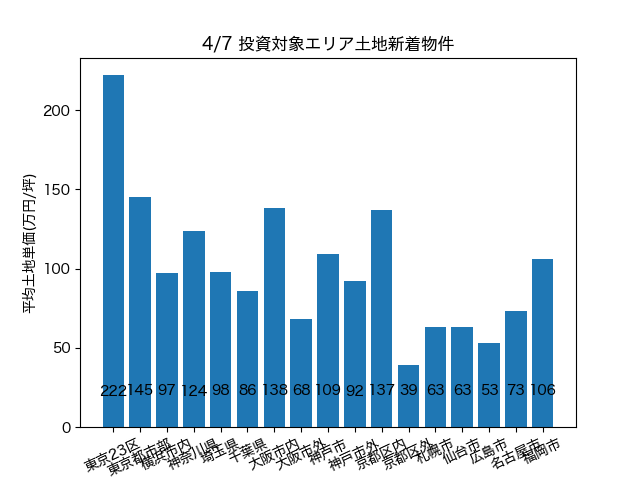 4/7 投資対象エリア土地新着物件
平均土地単価(万円/坪)
200
150
100
50
0
222 145 97 124 98 86 138 68 109 92 137 39 63 63 53 73 106
東京23区 東京都市部 横浜市内 神奈川県 埼玉県 千葉県 大阪市内 大阪市外 神戸市 神戸市外 京都区内 京都区外 札幌市 仙台市 広島市 名古屋市 福岡市